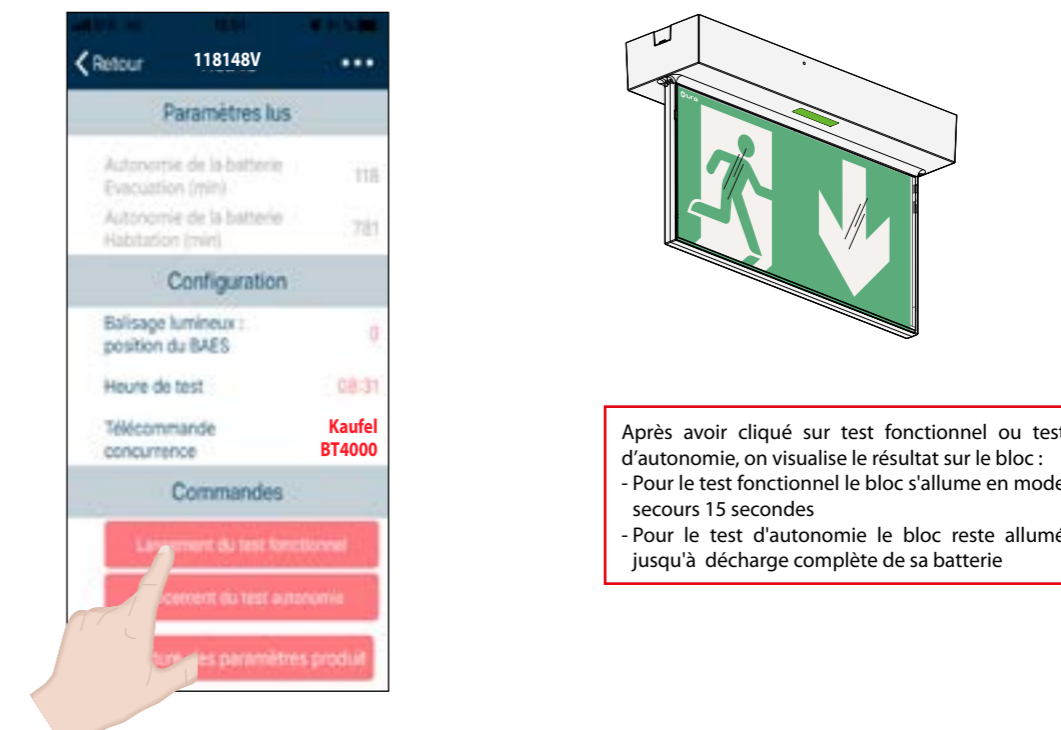 Retour 118148V
Paramètres lus
Autonomie de la batterie
Evacuation (min)
118
Autonomie de la batterie
Habitation (min)
781
Configuration
Balisage lumineux :
position du BAES
0
Heure de test 08:31
Télécommande
concurrence
Kaufel
BT4000
Commandes
Lancement du test fonctionnel
cement du test autonomie
ture des paramètres produit
ura
Après avoir cliqué sur test fonctionnel ou test
d'autonomie, on visualise le résultat sur le bloc :
- Pour le test fonctionnel le bloc s'allume en mode
secours 15 secondes
- Pour le test d'autonomie le bloc reste allumé
jusqu'à décharge complète de sa batterie